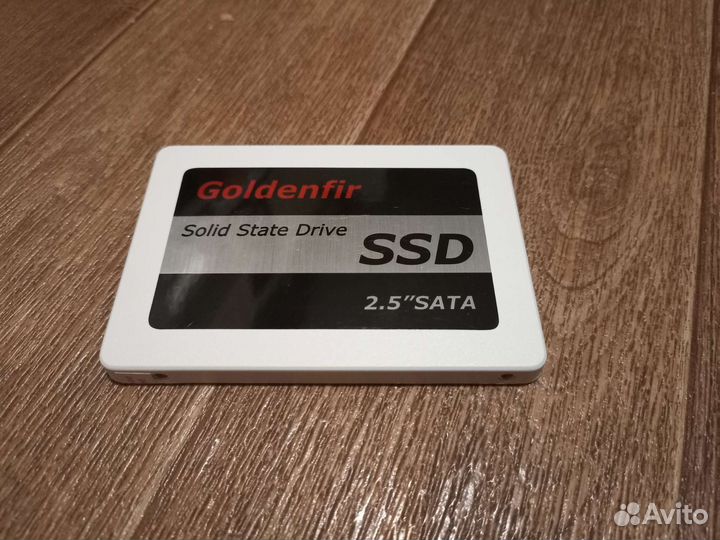 Goldenfir
Solid State Drive
SSD
2.5"SATA
Avito